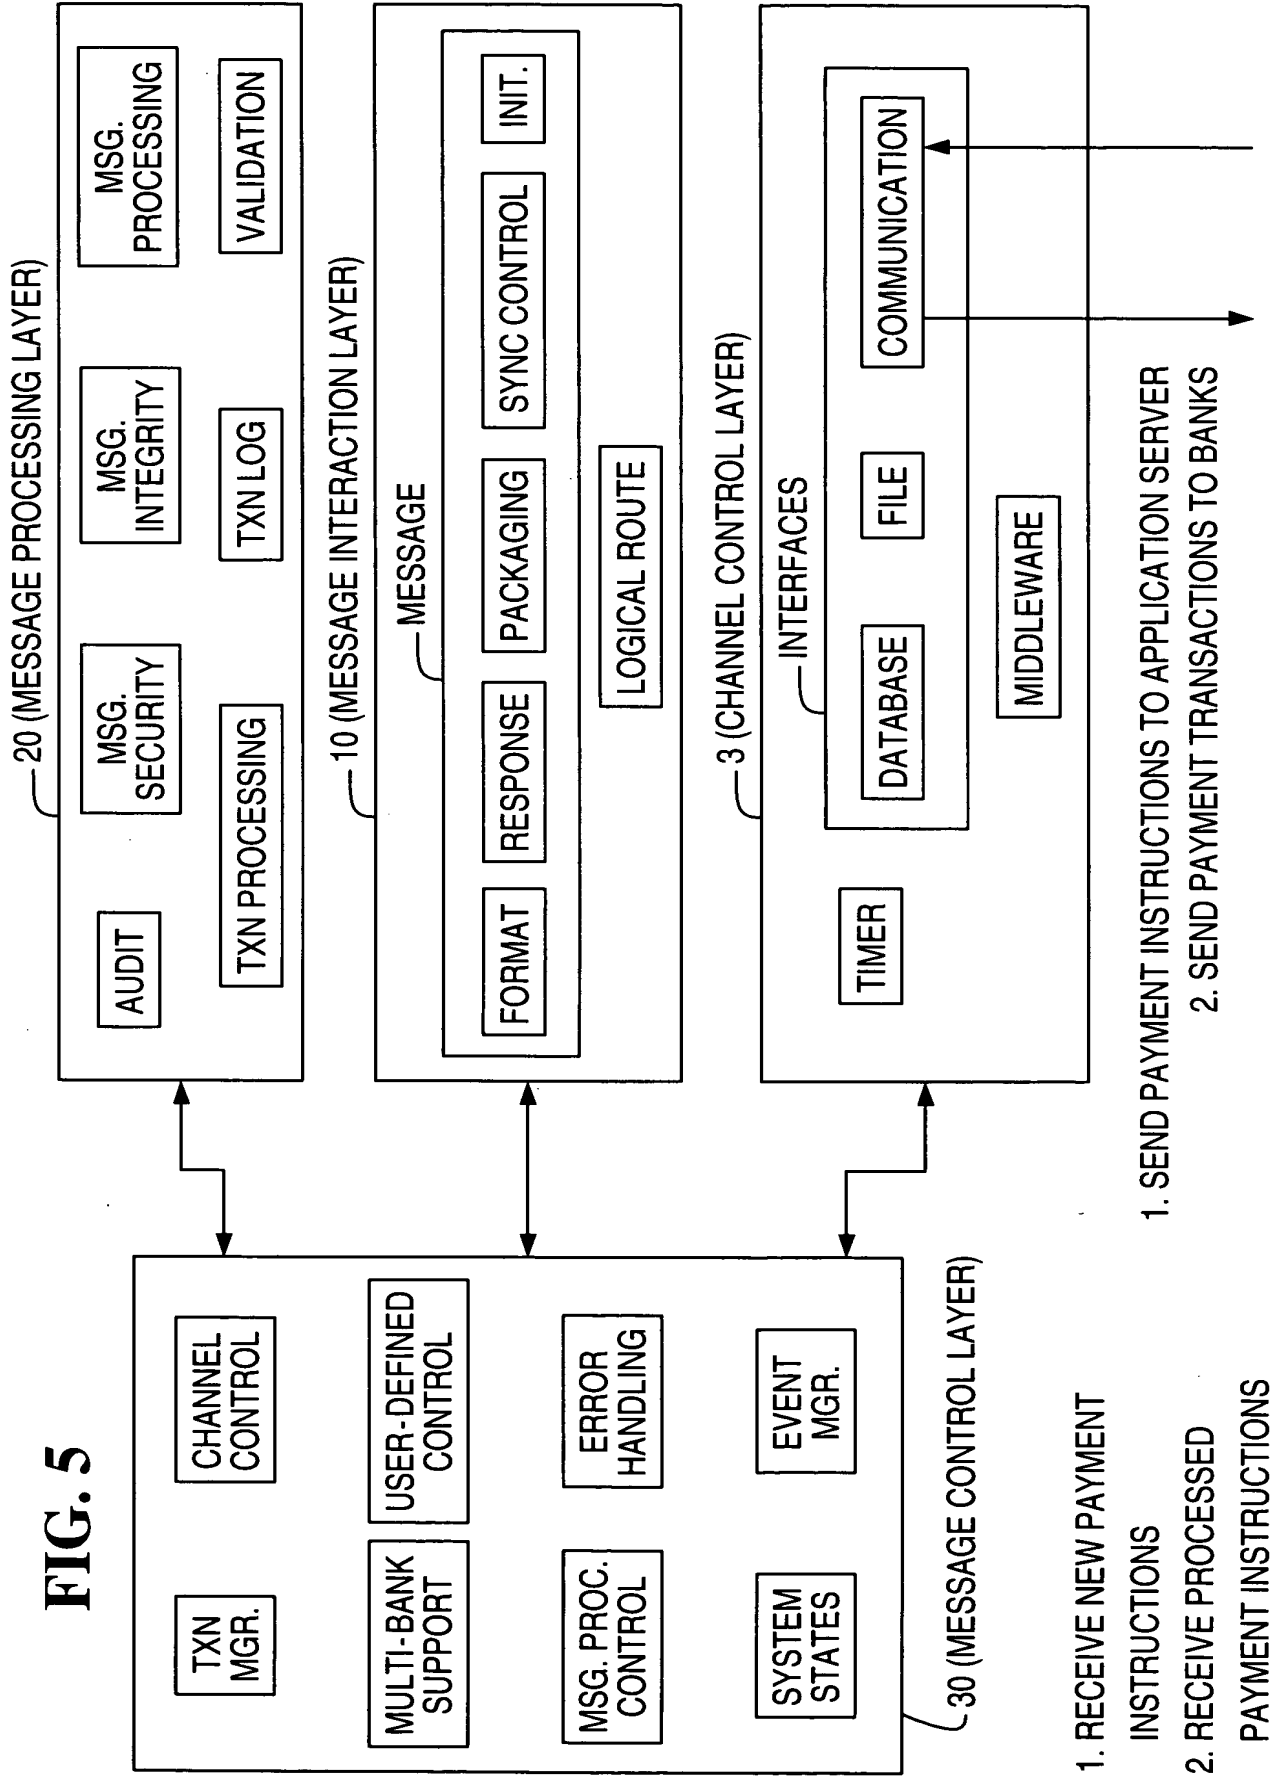 FIG. 5
TXN
MGR.
CHANNEL
CONTROL
MULTI-BANK
SUPPORT
USER-DEFINED
CONTROL
MSG. PROC.
CONTROL
ERROR
HANDLING
SYSTEM
STATES
EVENT
MGR.
30 (MESSAGE CONTROL LAYER)
1. RECEIVE NEW PAYMENT
INSTRUCTIONS
2. RECEIVE PROCESSED
PAYMENT INSTRUCTIONS
20 (MESSAGE PROCESSING LAYER)
AUDIT
MSG.
SECURITY
MSG.
INTEGRITY
MSG.
PROCESSING
TXN PROCESSING
TXN LOG
VALIDATION
10 (MESSAGE INTERACTION LAYER)
MESSAGE
FORMAT
RESPONSE
PACKAGING
SYNC CONTROL
INIT.
LOGICAL ROUTE
3 (CHANNEL CONTROL LAYER)
INTERFACES
TIMER
DATABASE
FILE
COMMUNICATION
MIDDLEWARE
1. SEND PAYMENT INSTRUCTIONS TO APPLICATION SERVER
2. SEND PAYMENT TRANSACTIONS TO BANKS